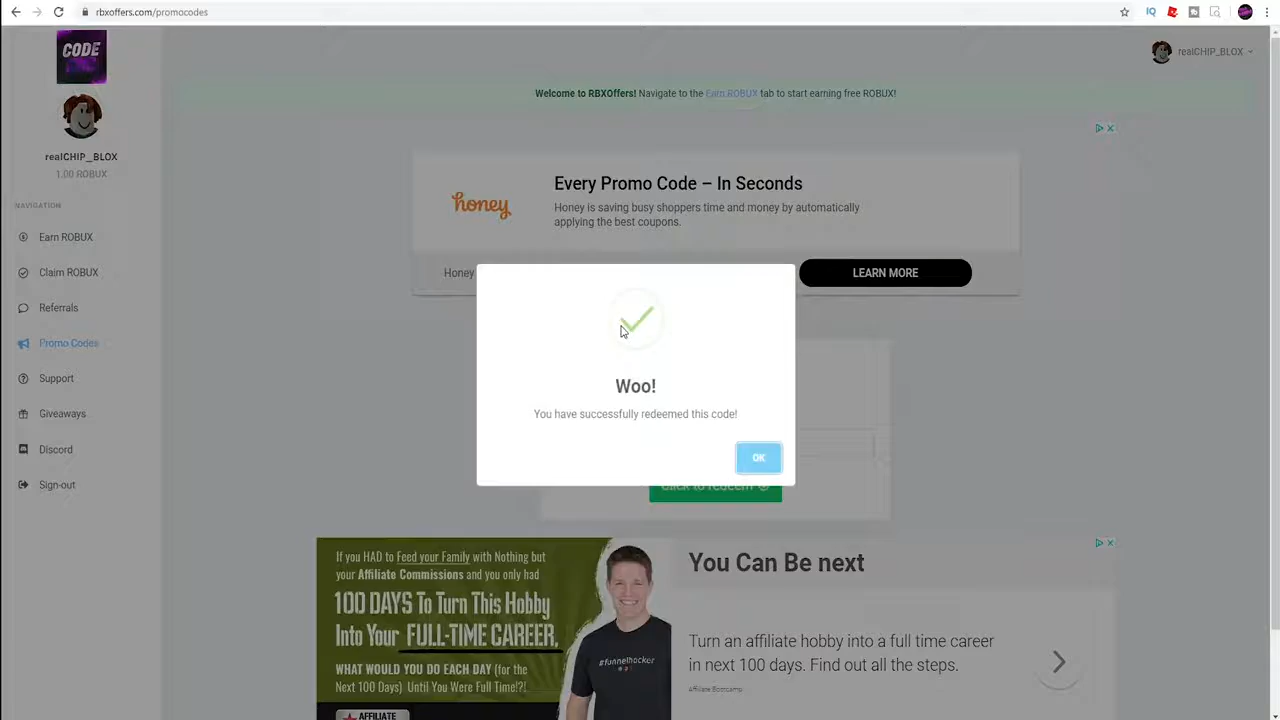 rbxoffers.com/promocodes
CODE
realCHIP_BLOX
Welcome to RBXOffers! Navigate to the Earn ROBUX tab to start earning free ROBUX!
realCHIP_BLOX
1.00 ROBUX
NAVIGATION
Earn ROBUX
Claim ROBUX
Referrals
Promo Codes
Support
Giveaways
Discord
Sign-out
honey
Every Promo Code – In Seconds
Honey is saving busy shoppers time and money by automatically
applying the best coupons.
Honey
LEARN MORE
Woo!
You have successfully redeemed this code!
OK
Click to redeem
If you HAD to Feed your Family with Nothing but
your Affiliate Commissions and you only had
100 DAYS To Turn This Hobby
Into Your FULL-TIME CAREER,
WHAT WOULD YOU DO EACH DAY (for the
Next 100 Days) Until You Were Full Time!?!
AFFILIATE
#funnelhacker
You Can Be next
Turn an affiliate hobby into a full time career
in next 100 days. Find out all the steps.
Affiliate Bootcamp